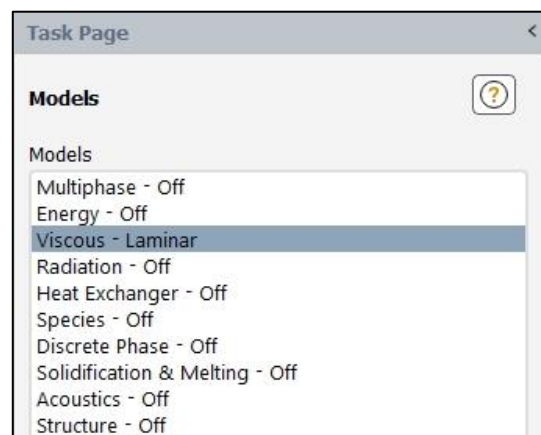 Task Page
Models
Models
Multiphase - Off
Energy - Off
Viscous - Laminar
Radiation - Off
Heat Exchanger - Off
Species - Off
Discrete Phase - Off
Solidification & Melting - Off
Acoustics - Off
Structure - Off